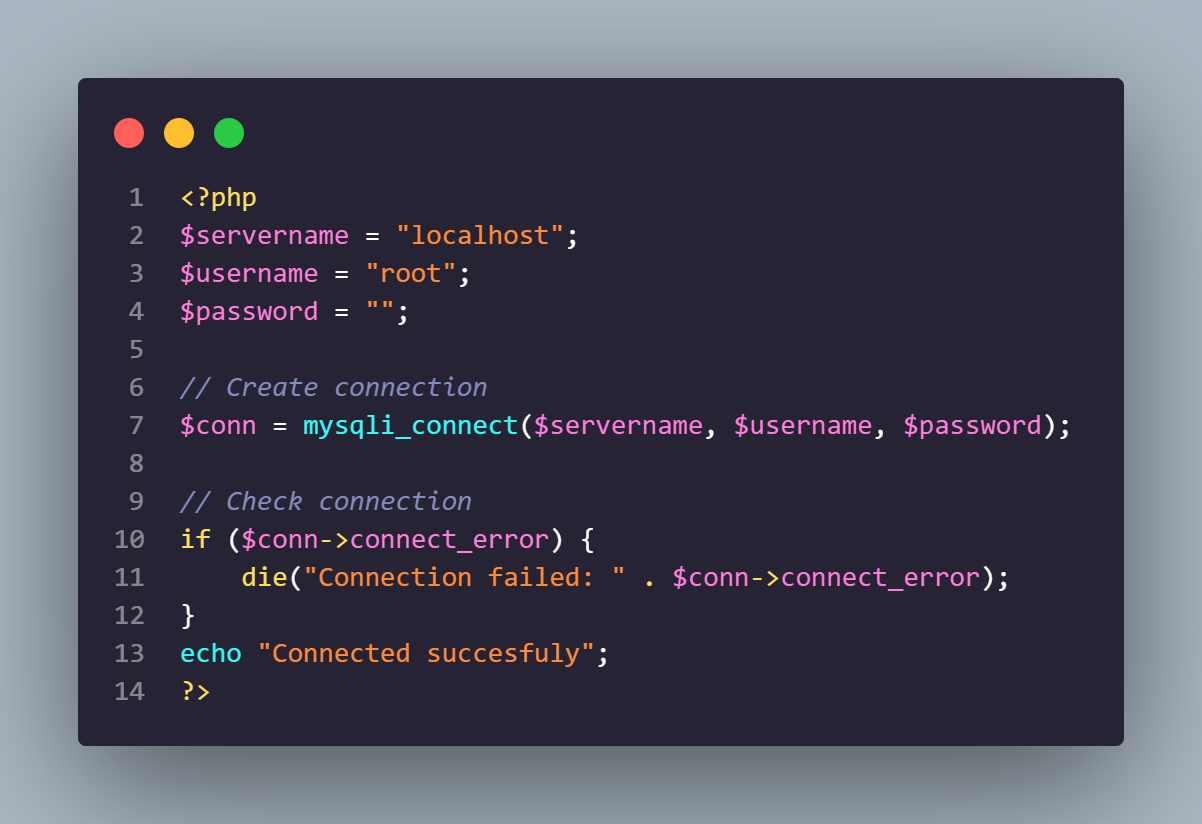 1 <?php
2 $servername = "localhost";
3 $username = "root";
4 $password = "";
5
6 // Create connection
7 $conn = mysqli_connect($servername, $username, $password);
8
9 // Check connection
10 if ($conn->connect_error) {
11     die("Connection failed: " . $conn->connect_error);
12 }
13 echo "Connected succesfuly";
14 ?>